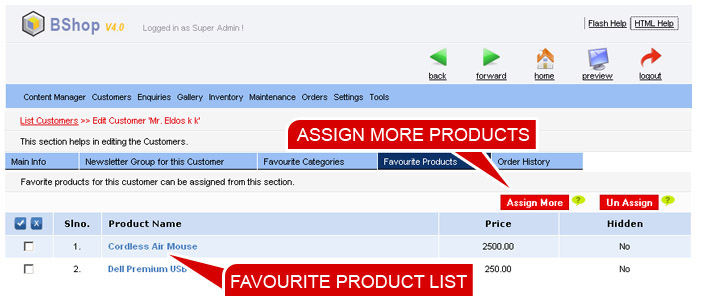 BShop V4.0
Logged in as Super Admin !
Flash Help
HTML Help
back
forward
home
preview
logout
Content Manager Customers Enquiries Gallery Inventory Maintenance Orders Settings Tools
List Customers >> Edit Customer 'Mr. Eldos k k'
This section helps in editing the Customers.
ASSIGN MORE PRODUCTS
Main Info
Newsletter Group for this Customer
Favourite Categories
Favourite Products
Order History
Favorite products for this customer can be assigned from this section.
Assign More ?
Un Assign ?
Slno. Product Name Price Hidden
1. Cordless Air Mouse 2500.00 No
2. Dell Premium USB 250.00 No
FAVOURITE PRODUCT LIST